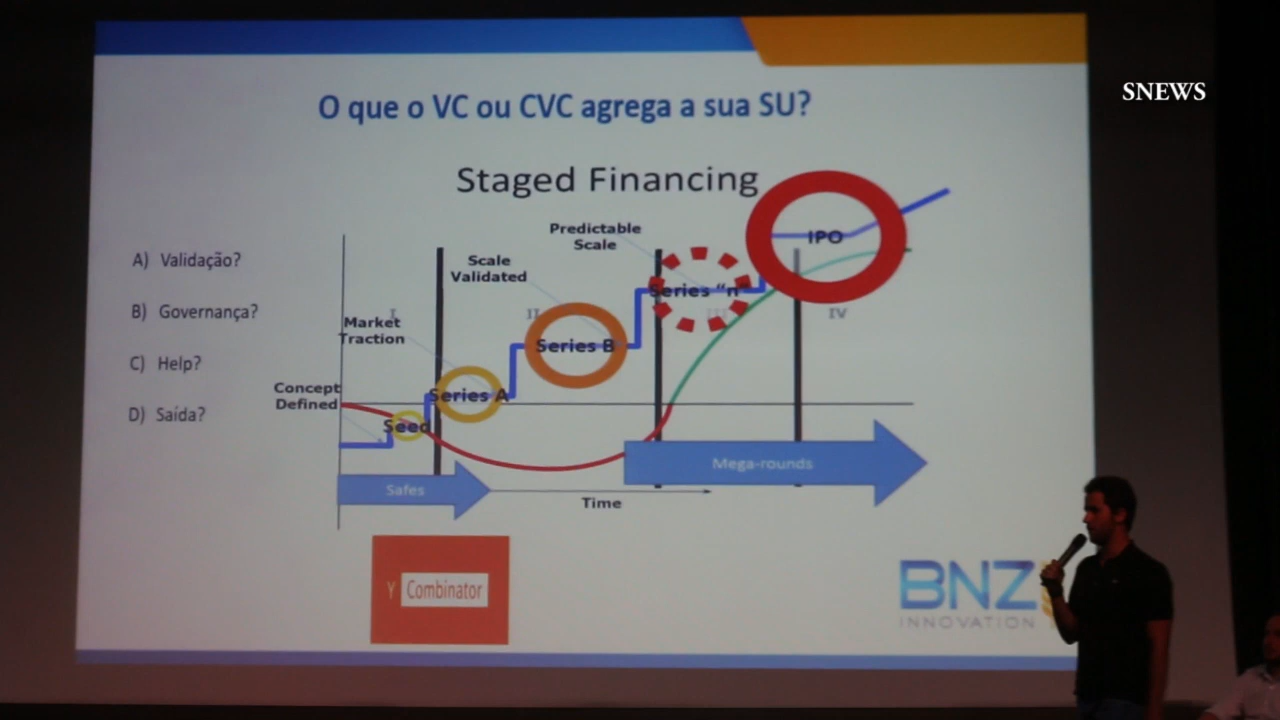 SNEWS
O que o VC ou CVC agrega a sua SU?
Staged Financing
A) Validação?
B) Governança?
C) Help?
D) Saída?
Predictable
Scale
IPO
Scale
Validated
Series "n"
I
II
III
IV
Market
Traction
Series B
Concept
Defined
Series A
Seed
Mega-rounds
Safes
Time
Y Combinator
BNZ
INNOVATION